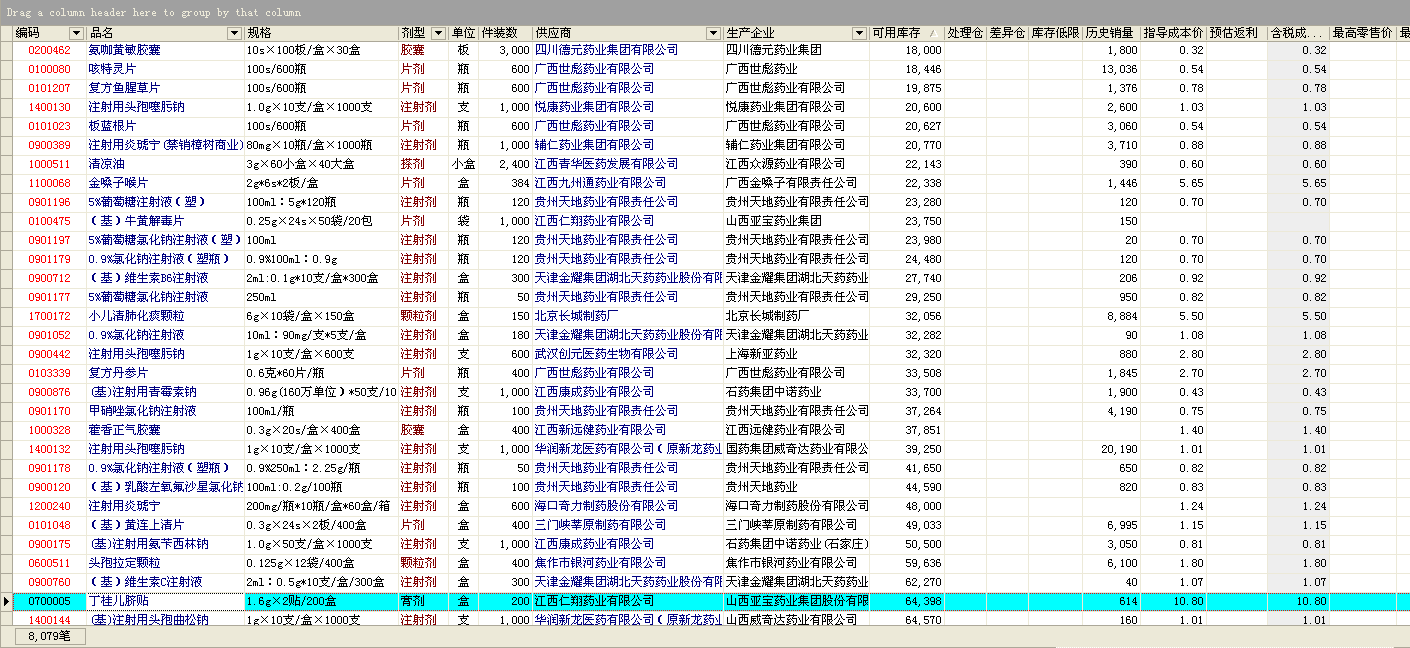 Drag a column header here to group by that column
编码 品名 规格 剂型 单位 件装数 供应商 生产企业 可用库存 处理仓 差异仓 库存低限 历史销量 指导成本价 预估返利 含税成... 最高零售价 最
0200462 氨咖黄敏胶囊 10s×100板/盒×30盒 胶囊 板 3,000 四川德元药业集团有限公司 四川德元药业集团 18,000 1,800 0.32 0.32
0100080 咳特灵片 100s/600瓶 片剂 瓶 600 广西世彪药业有限公司 广西世彪药业 18,446 13,036 0.54 0.54
0101207 复方鱼腥草片 100s/600瓶 片剂 瓶 600 广西世彪药业有限公司 广西世彪药业有限公司 19,875 1,376 0.78 0.78
1400130 注射用头孢噻肟钠 1.0g×10支/盒×1000支 注射剂 支 1,000 悦康药业集团有限公司 悦康药业集团有限公司 20,600 2,600 1.03 1.03
0101023 板蓝根片 100s/600瓶 片剂 瓶 600 广西世彪药业有限公司 广西世彪药业有限公司 20,627 3,060 0.54 0.54
0900389 注射用炎琥宁(禁销樟树商业) 80mg×10瓶/盒×1000瓶 注射剂 瓶 1,000 辅仁药业集团有限公司 辅仁药业集团有限公司 20,770 3,710 0.88 0.88
1000511 清凉油 3g×60小盒×40大盒 搽剂 小盒 2,400 江西青华医药发展有限公司 江西众源药业有限公司 22,143 390 0.60 0.60
1100068 金嗓子喉片 2g*6s*2板/盒 片剂 盒 384 江西九州通药业有限公司 广西金嗓子有限责任公司 22,338 1,446 5.65 5.65
0901196 5%葡萄糖注射液（塑） 100ml：5g*120瓶 注射剂 瓶 120 贵州天地药业有限责任公司 贵州天地药业有限责任公司 23,280 120 0.70 0.70
0100475 （基）牛黄解毒片 0.25g×24s×50袋/20包 片剂 袋 1,000 江西仁翔药业有限公司 山西亚宝药业集团 23,750 150
0901197 5%葡萄糖氯化钠注射液（塑） 100ml 注射剂 瓶 120 贵州天地药业有限责任公司 贵州天地药业有限责任公司 23,980 20 0.70 0.70
0901179 0.9%氯化钠注射液（塑瓶） 0.9%100ml：0.9g 注射剂 瓶 120 贵州天地药业有限责任公司 贵州天地药业有限责任公司 24,480 120 0.70 0.70
0900712 （基）维生素B6注射液 2ml:0.1g*10支/盒*300盒 注射剂 盒 300 天津金耀集团湖北天药药业股份有限 天津金耀集团湖北天药药业 27,740 206 0.92 0.92
0901177 5%葡萄糖氯化钠注射液 250ml 注射剂 瓶 50 贵州天地药业有限责任公司 贵州天地药业有限责任公司 29,250 950 0.82 0.82
1700172 小儿清肺化痰颗粒 6g×10袋/盒×150盒 颗粒剂 盒 150 北京长城制药厂 北京长城制药厂 32,056 8,884 5.50 5.50
0901052 0.9%氯化钠注射液 10ml：90mg/支*5支/盒 注射剂 盒 180 天津金耀集团湖北天药药业股份有限 天津金耀集团湖北天药药业 32,282 90 1.08 1.08
0900442 注射用头孢噻肟钠 1g×10支/盒×600支 注射剂 支 600 武汉创元医药生物有限公司 上海新亚药业 32,320 880 2.80 2.80
0103339 复方丹参片 0.6克*60片/瓶 片剂 瓶 400 广西世彪药业有限公司 广西世彪药业有限公司 33,508 1,845 2.70 2.70
0900876 (基)注射用青霉素钠 0.96g(160万单位）*50支/10 注射剂 支 1,000 江西康成药业有限公司 石药集团中诺药业 33,700 1,900 0.43 0.43
0901170 甲硝唑氯化钠注射液 100ml/瓶 注射剂 瓶 100 贵州天地药业有限责任公司 贵州天地药业有限责任公司 37,264 4,190 0.75 0.75
1000328 藿香正气胶囊 0.3g×20s/盒×400盒 胶囊 盒 400 江西新远健药业有限公司 江西远健药业有限公司 37,851 1.40 1.40
1400132 注射用头孢噻肟钠 1g×10支/盒×1000支 注射剂 支 1,000 华润新龙医药有限公司（原新龙药业 国药集团威奇达药业有限公 39,250 20,190 1.01 1.01
0901178 0.9%氯化钠注射液（塑瓶） 0.9%250ml：2.25g/瓶 注射剂 瓶 50 贵州天地药业有限责任公司 贵州天地药业有限责任公司 41,650 650 0.82 0.82
0900120 （基）乳酸左氧氟沙星氯化钠 100ml:0.2g/100瓶 注射剂 瓶 100 贵州天地药业有限责任公司 贵州天地药业 44,590 820 0.83 0.83
1200240 注射用炎琥宁 200mg/瓶*10瓶/盒*60盒/箱 注射剂 盒 600 海口奇力制药股份有限公司 海口奇力制药股份有限公司 48,000 1.24 1.24
0101048 （基）黄连上清片 0.3g×24s×2板/400盒 片剂 盒 400 三门峡莘原制药有限公司 三门峡莘原制药有限公司 49,033 6,995 1.15 1.15
0900175 (基)注射用氨苄西林钠 1.0g×50支/盒×1000支 注射剂 支 1,000 江西康成药业有限公司 石药集团中诺药业(石家庄) 50,500 3,050 0.81 0.81
0600511 头孢拉定颗粒 0.125g×12袋/400盒 颗粒剂 盒 400 焦作市银河药业有限公司 焦作市银河药业有限公司 59,636 6,100 1.80 1.80
0900760 （基）维生素C注射液 2ml：0.5g*10支/盒/300盒 注射剂 盒 300 天津金耀集团湖北天药药业股份有限 天津金耀集团湖北天药药业 62,270 40 1.07 1.07
0700005 丁桂儿脐贴 1.6g×2贴/200盒 膏剂 盒 200 江西仁翔药业有限公司 山西亚宝药业集团股份有限 64,398 614 10.80 10.80
1400144 (基)注射用头孢曲松钠 1g×10支/盒×1000支 注射剂 支 1,000 华润新龙医药有限公司（原新龙药业 山西威奇达药业有限公司 64,570 160 1.01 1.01
8,079笔